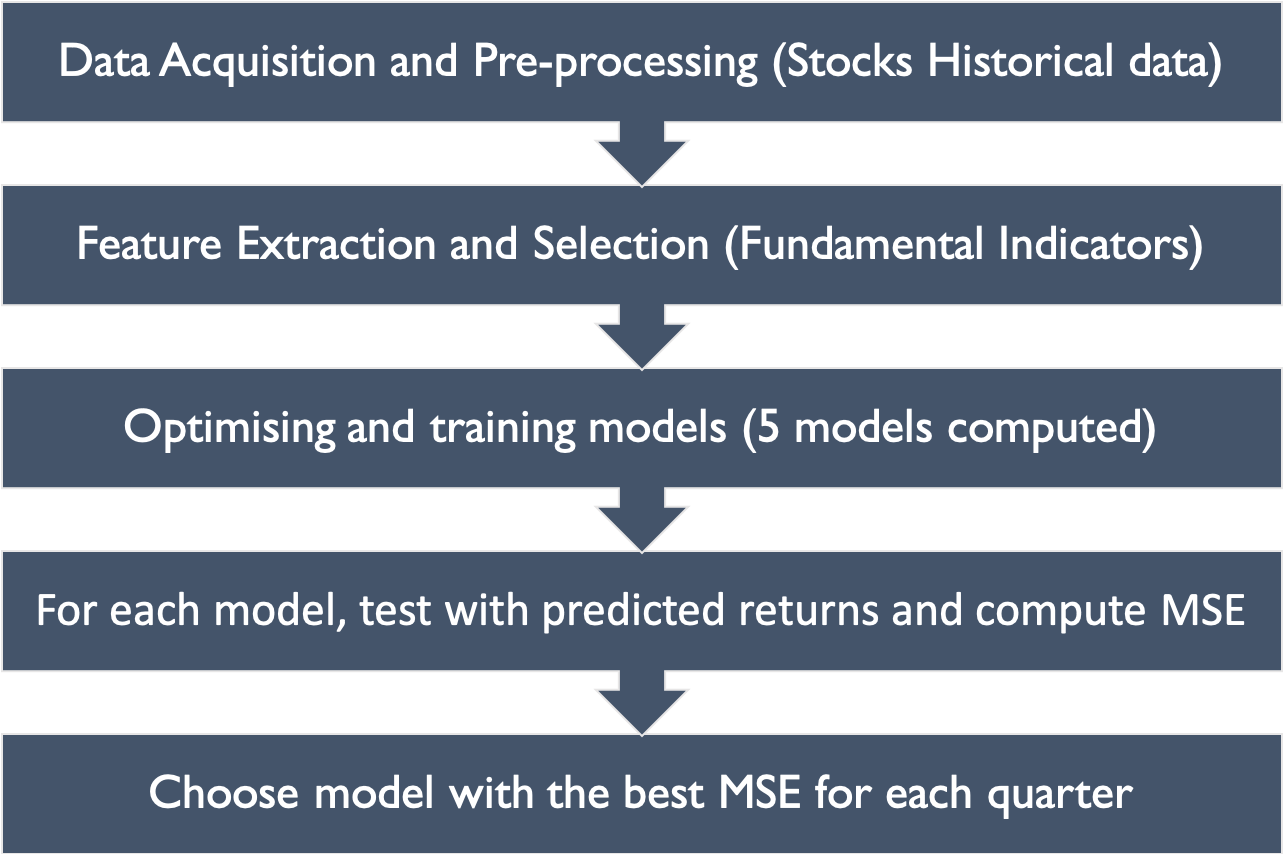 Data Acquisition and Pre-processing (Stocks Historical data)
Feature Extraction and Selection (Fundamental Indicators)
Optimising and training models (5 models computed)
For each model, test with predicted returns and compute MSE
Choose model with the best MSE for each quarter